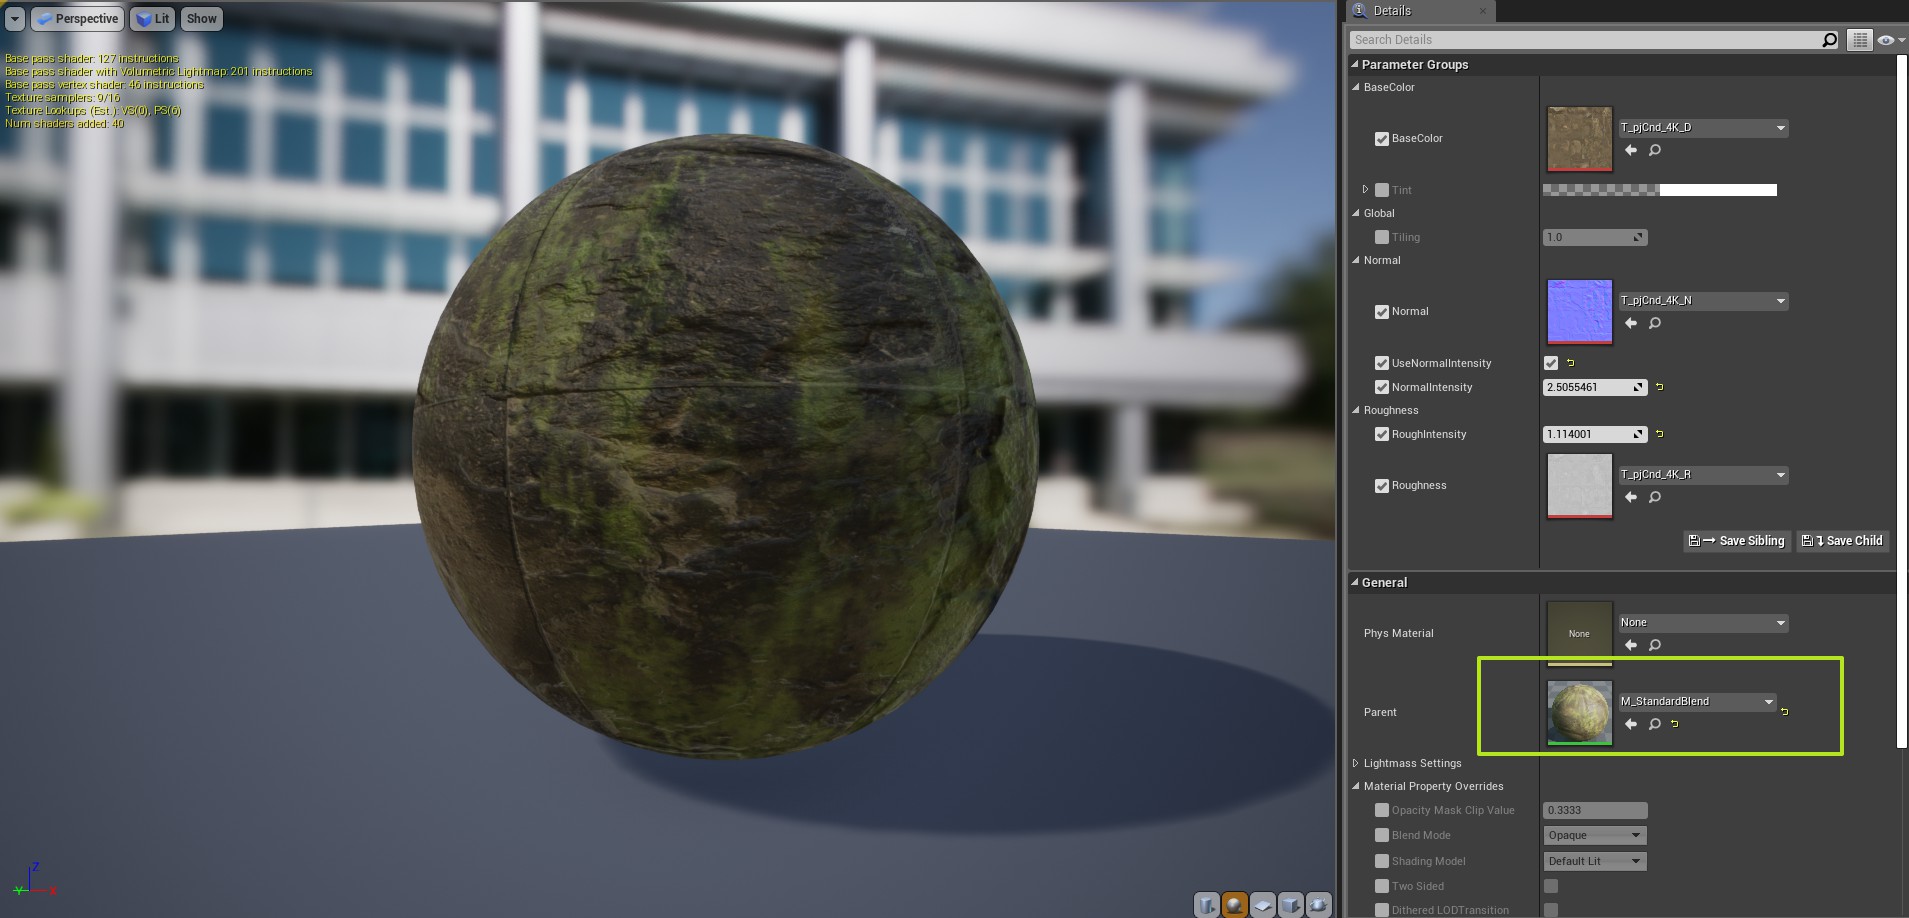 Perspective
Lit
Show
Base pass shader: 127 instructions
Base pass shader with Volumetric Lightmap: 201 instructions
Base pass vertex shader: 46 instructions
Texture samplers: 9/16
Texture Lookups (Est.): VS(0), PS(6)
Num shaders added: 40
Z
Y
X
Details
Search Details
Parameter Groups
BaseColor
BaseColor
T_pjCnd_4K_D
Tint
Global
Tiling
1.0
Normal
Normal
T_pjCnd_4K_N
UseNormalIntensity
NormalIntensity
2.5055461
Roughness
RoughIntensity
1.114001
Roughness
T_pjCnd_4K_R
Save Sibling
Save Child
General
Phys Material
None
None
Parent
M_StandardBlend
Lightmass Settings
Material Property Overrides
Opacity Mask Clip Value
0.3333
Blend Mode
Opaque
Shading Model
Default Lit
Two Sided
Dithered LODTransition